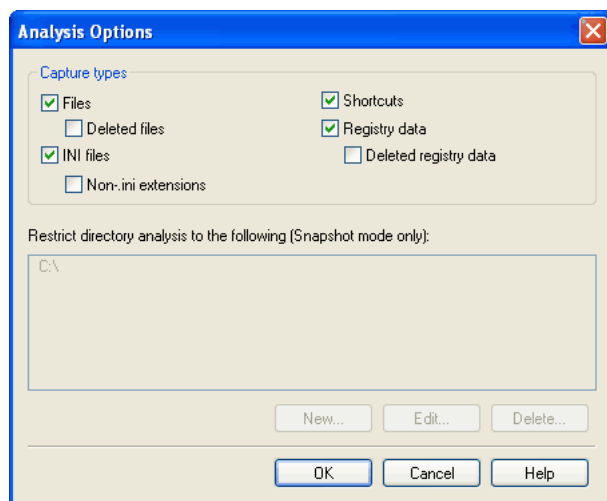 Analysis Options
Capture types
Files
Deleted files
INI files
Non-.ini extensions
Shortcuts
Registry data
Deleted registry data
Restrict directory analysis to the following (Snapshot mode only):
C:\
New... Edit... Delete...
OK Cancel Help